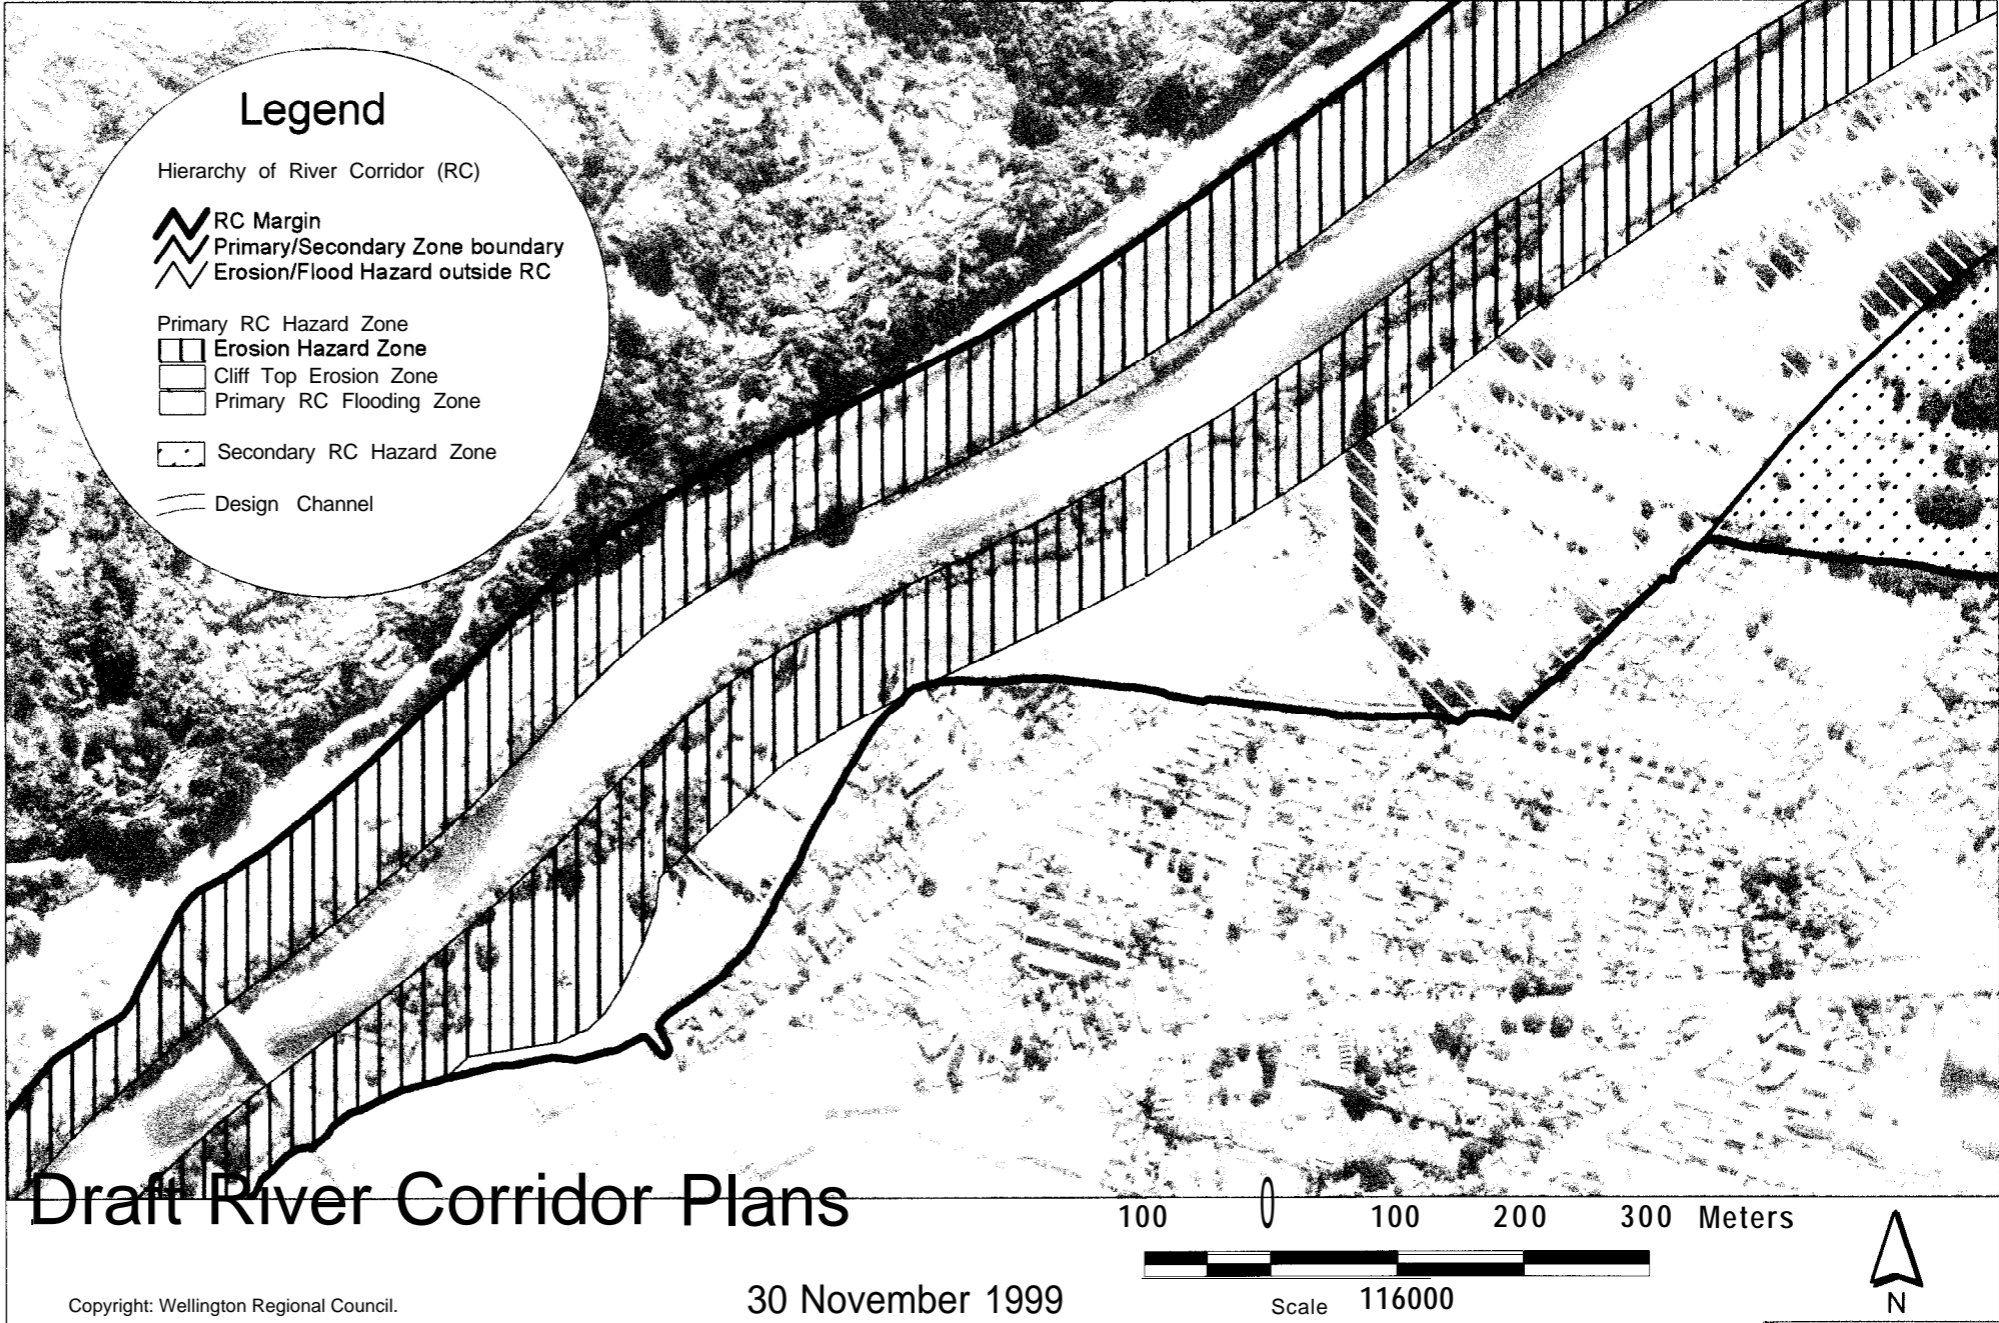 Legend
Hierarchy of River Corridor (RC)
RC Margin
Primary/Secondary Zone boundary
Erosion/Flood Hazard outside RC
Primary RC Hazard Zone
Erosion Hazard Zone
Cliff Top Erosion Zone
Primary RC Flooding Zone
Secondary RC Hazard Zone
Design Channel
Draft River Corridor Plans
100 0 100 200 300 Meters
Copyright: Wellington Regional Council.
30 November 1999
Scale 116000
N